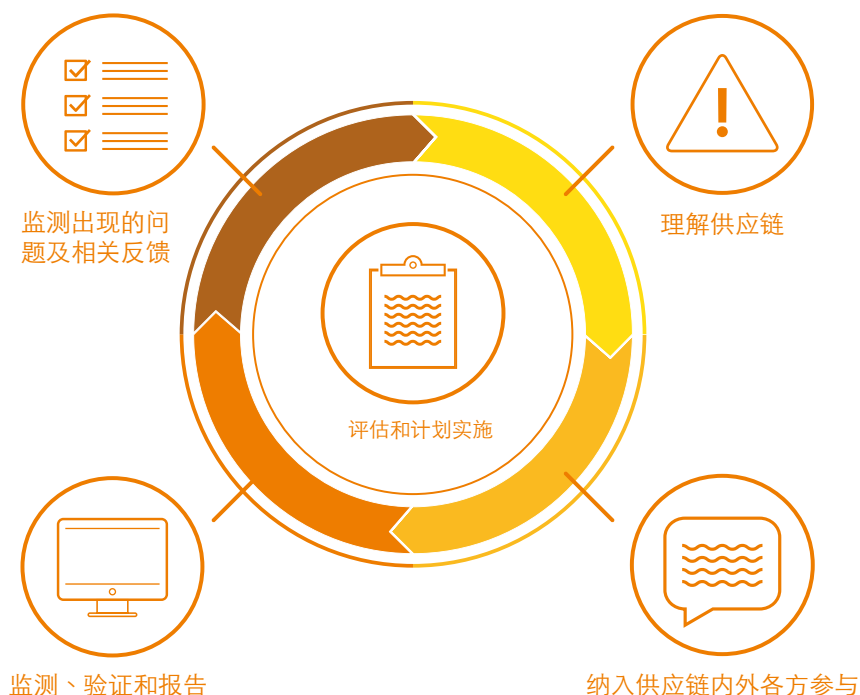 监测出现的问
题及相关反馈
理解供应链
评估和计划实施
监测、验证和报告
纳入供应链内外各方参与